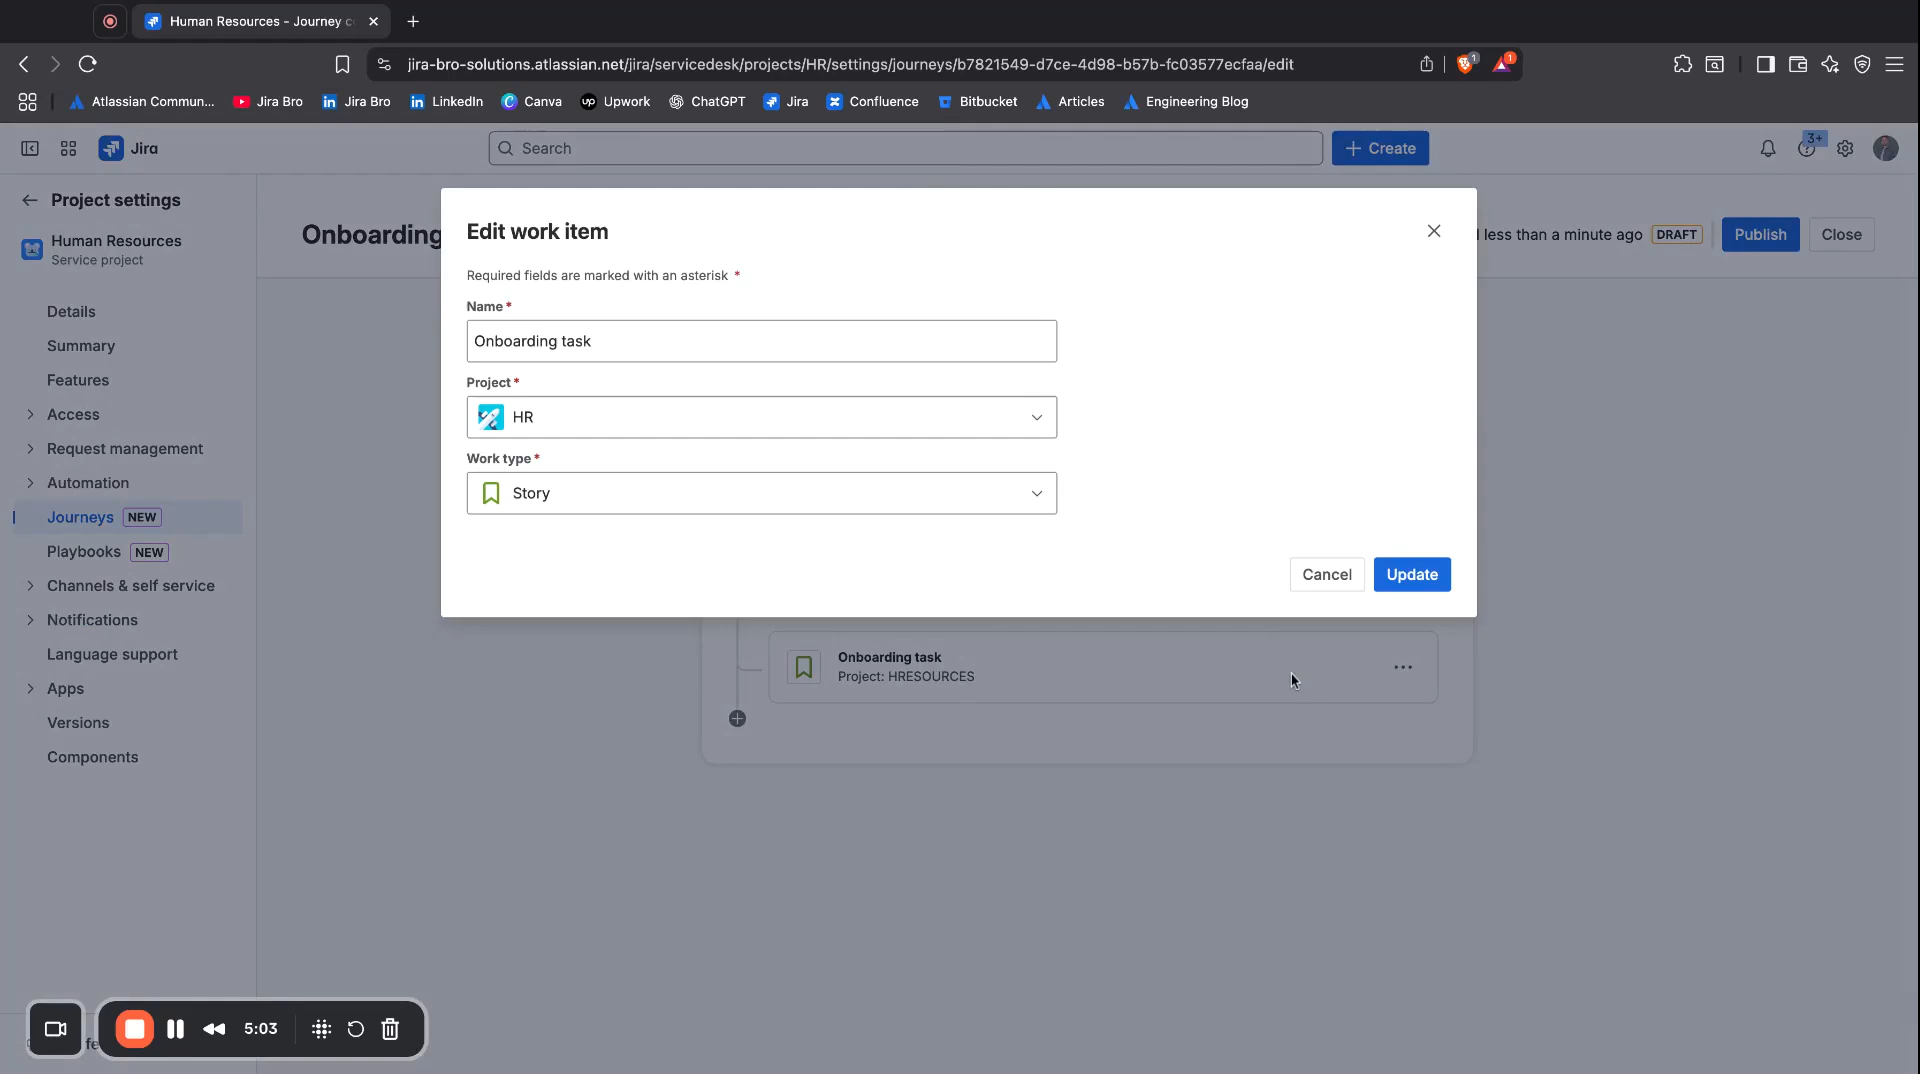 Human Resources - Journey c
jira-bro-solutions.atlassian.net/jira/servicedesk/projects/HR/settings/journeys/b7821549-d7ce-4d98-b57b-fc03577ecfaa/edit
1
1
Atlassian Commun...
Jira Bro
Jira Bro
LinkedIn
Canva
Upwork
ChatGPT
Jira
Confluence
Bitbucket
Articles
Engineering Blog
Jira
Search
Create
3+
Project settings
Human Resources
Service project
Details
Summary
Features
Access
Request management
Automation
Journeys NEW
Playbooks NEW
Channels & self service
Notifications
Language support
Apps
Versions
Components
Onboarding
less than a minute ago DRAFT
Publish
Close
Edit work item
Required fields are marked with an asterisk *
Name *
Onboarding task
Project *
HR
Work type *
Story
Cancel
Update
Onboarding task
Project: HRESOURCES
5:03